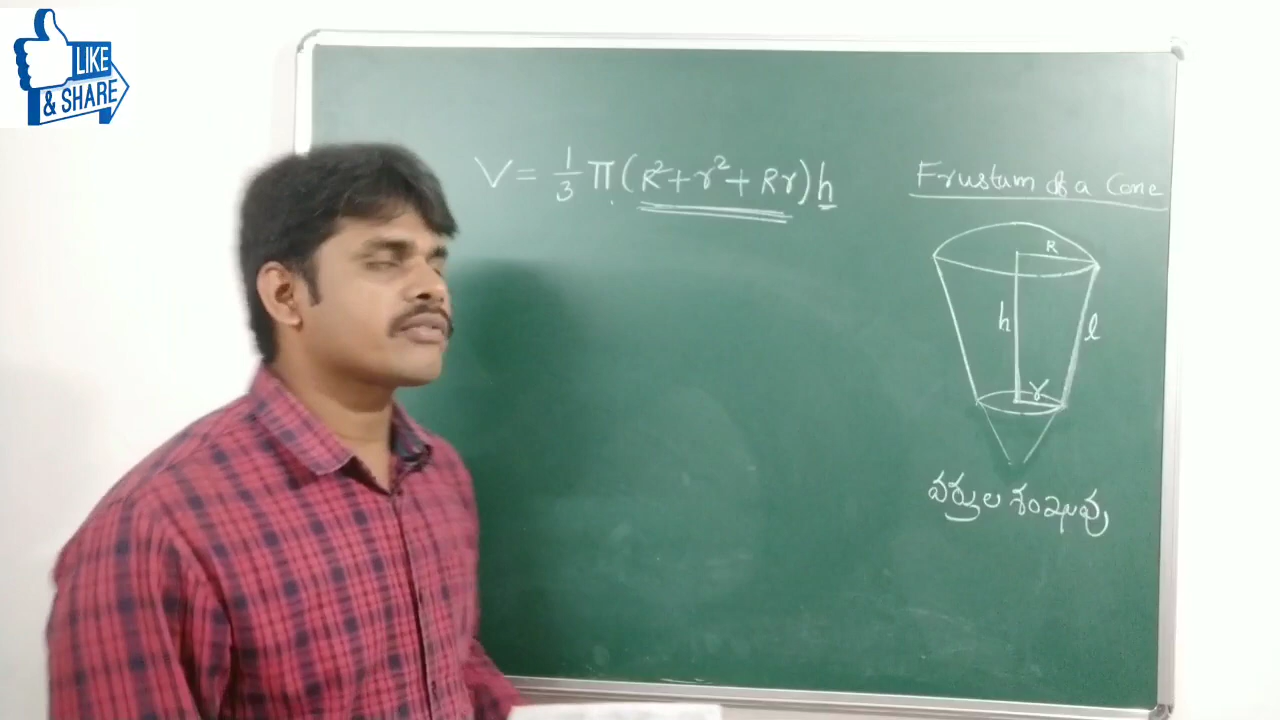 LIKE
& SHARE
V = 1/3 π (R² + r² + Rr) h
Frustum of a Cone
R
h
l
r
వర్తుల శంఖువు